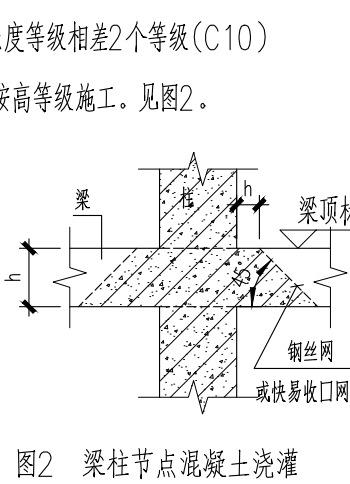 度等级相差2个等级(C10)
按高等级施工。见图2。
柱
h
梁
梁顶标
h
45°
钢丝网
或快易收口网
图2 梁柱节点混凝土浇灌